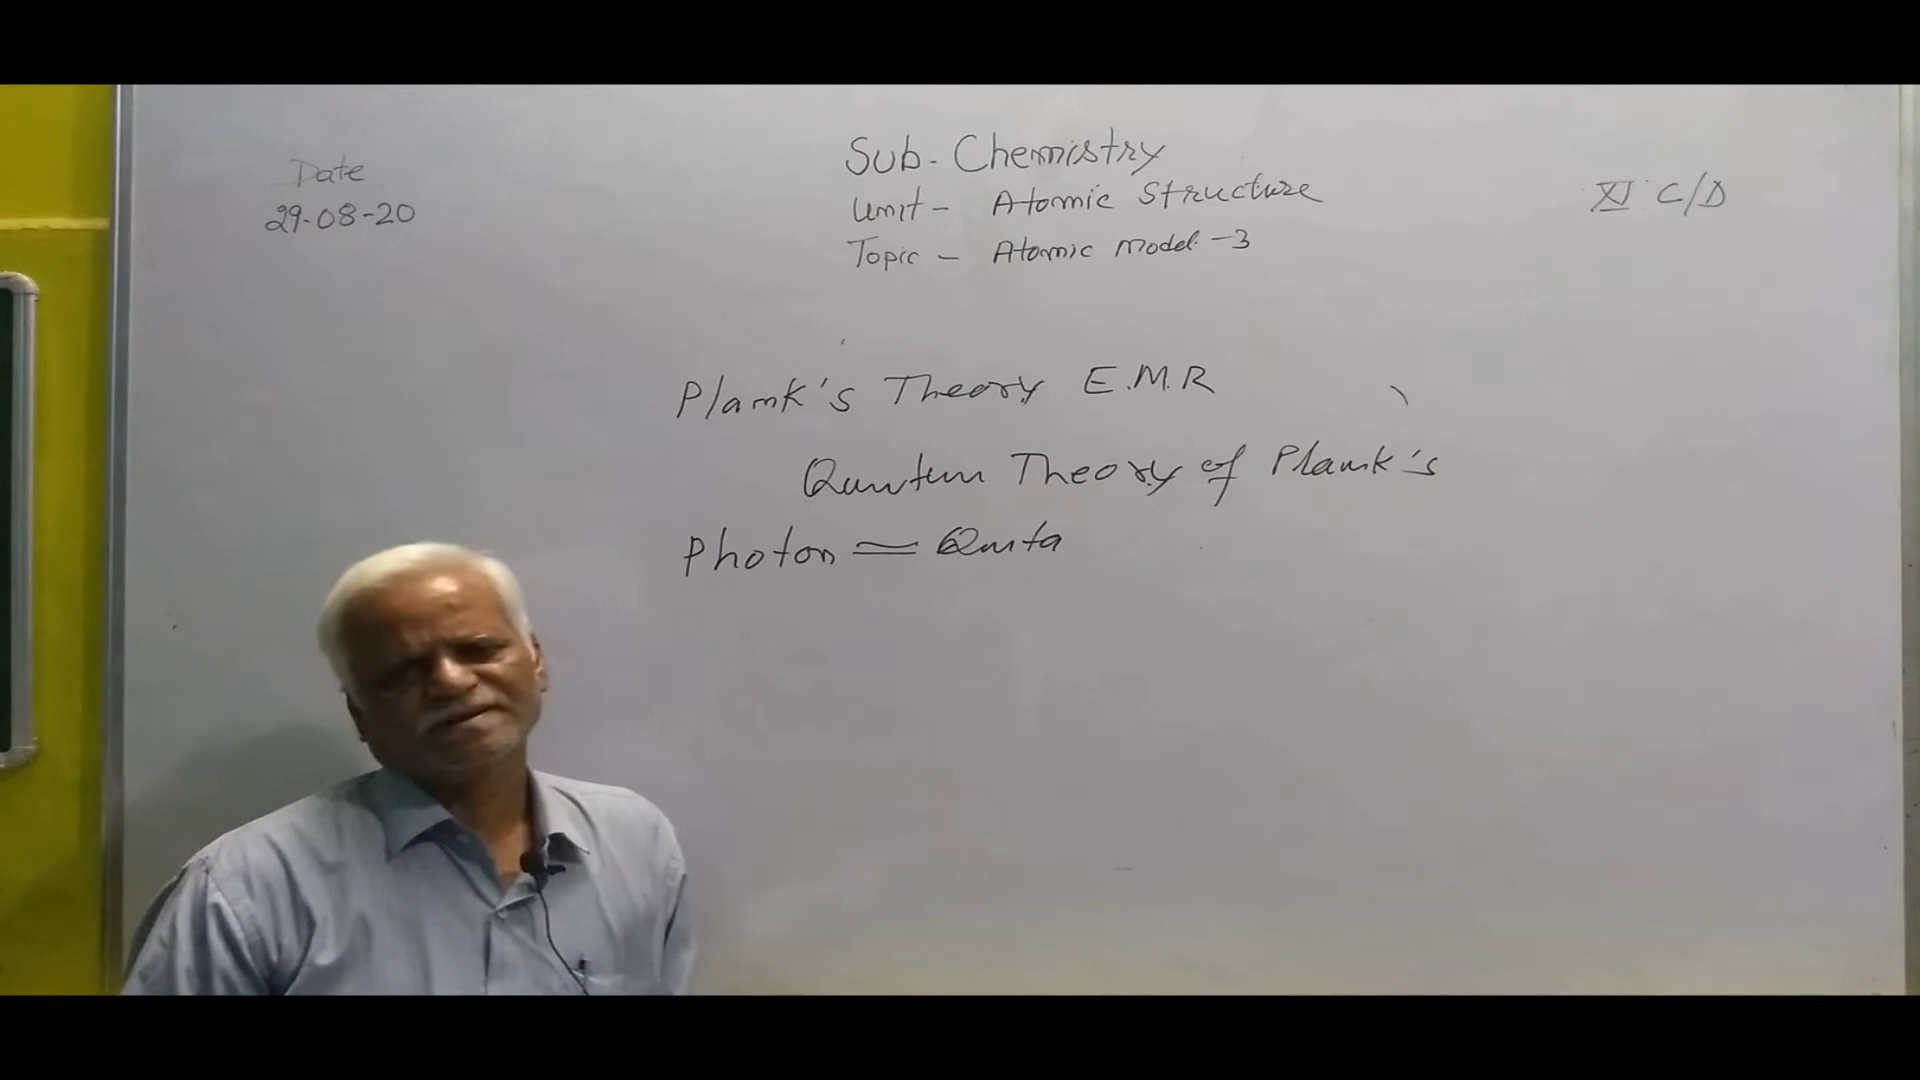 Date
29-08-20
Sub- Chemistry
Unit - Atomic Structure
Topic - Atomic Model -3
XI C/D
Plank's Theory E.M.R
Quntum Theory of Plank's
Photon = Qunta